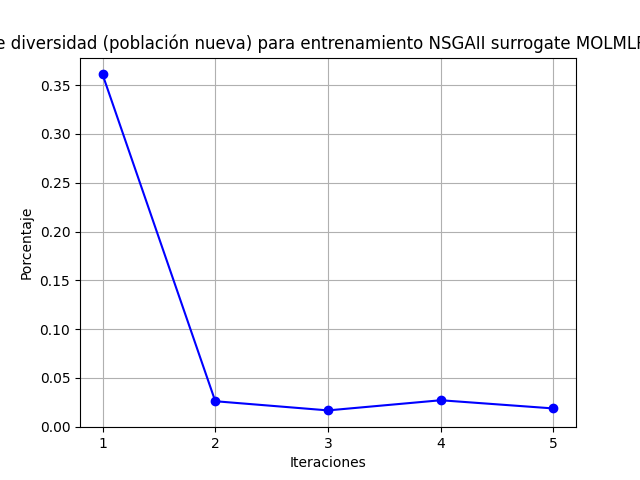 e diversidad (población nueva) para entrenamiento NSGAII surrogate MOLMLP
0.35
0.30
0.25
0.20
0.15
0.10
0.05
0.00
Porcentaje
1 2 3 4 5
Iteraciones